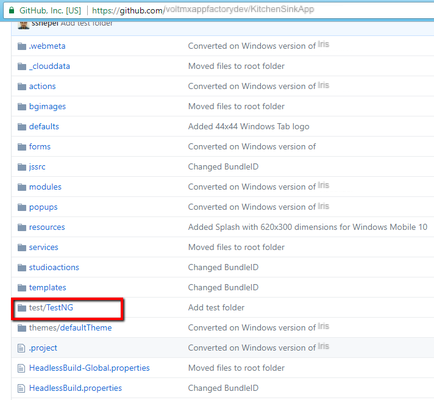 GitHub, Inc. [US] https://github.com/voltmxappfactorydev/KitchenSinkApp
sshepel Add test folder
.webmeta Converted on Windows version of Iris
_clouddata Moved files to root folder
actions Converted on Windows version of Iris
bgimages Moved files to root folder
defaults Added 44x44 Windows Tab logo
forms Converted on Windows version of
jssrc Changed BundleID
modules Converted on Windows version of Iris
popups Converted on Windows version of Iris
resources Added Splash with 620x300 dimensions for Windows Mobile 10
services Moved files to root folder
studioactions Changed BundleID
templates Changed BundleID
test/TestNG Add test folder
themes/defaultTheme Converted on Windows version of Iris
.project Converted on Windows version of Iris
HeadlessBuild-Global.properties Moved files to root folder
HeadlessBuild.properties Changed BundleID